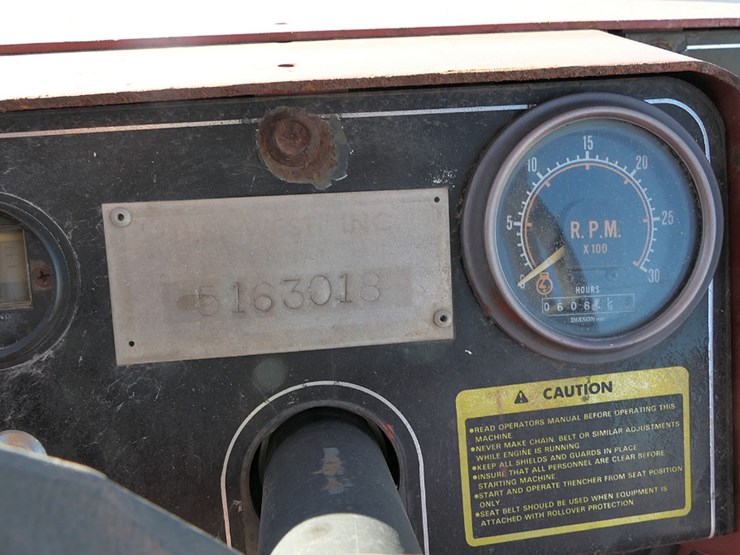 5163018
5
10
15
20
25
30
R.P.M.
X 100
HOURS
CAUTION
•READ OPERATORS MANUAL BEFORE OPERATING THIS
MACHINE
•NEVER MAKE CHAIN, BELT OR SIMILAR ADJUSTMENTS
WHILE ENGINE IS RUNNING
•KEEP ALL SHIELDS AND GUARDS IN PLACE
•INSURE THAT ALL PERSONNEL ARE CLEAR BEFORE
STARTING MACHINE
•START AND OPERATE TRENCHER FROM SEAT POSITION
ONLY
•SEAT BELT SHOULD BE USED WHEN EQUIPMENT IS
ATTACHED WITH ROLLOVER PROTECTION